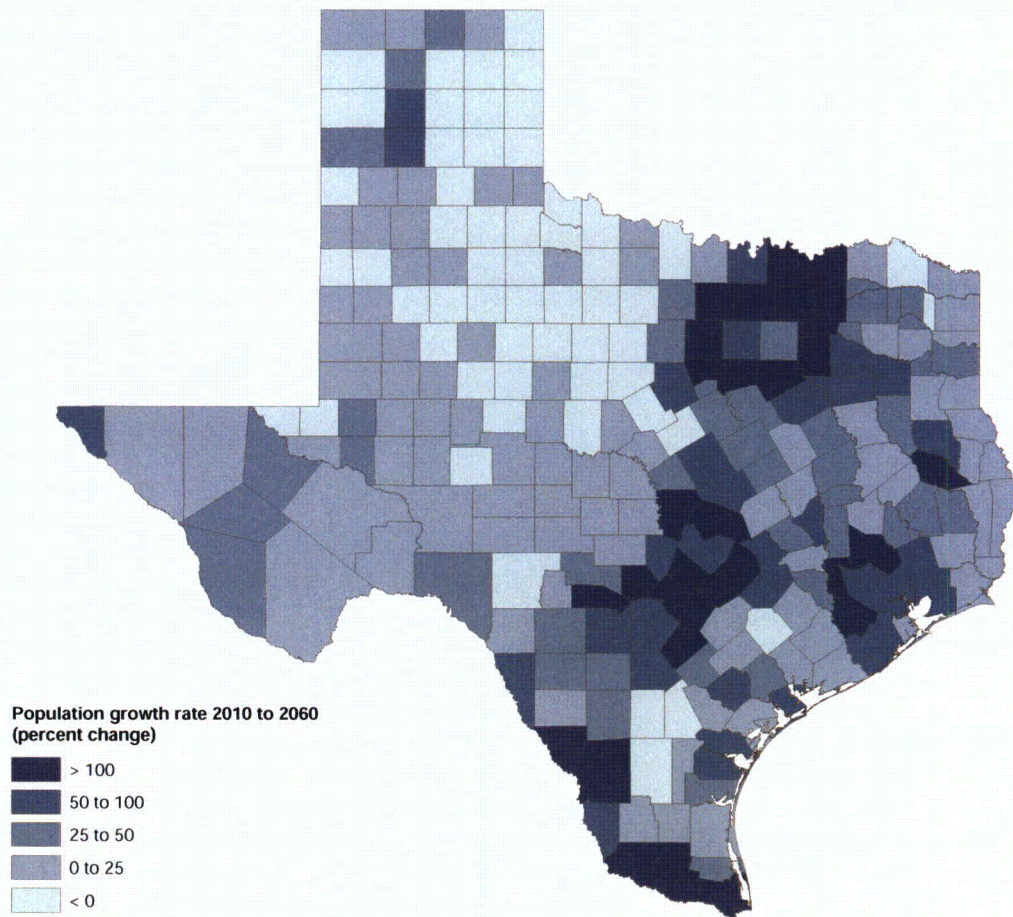 Population growth rate 2010 to 2060
(percent change)
> 100
50 to 100
25 to 50
0 to 25
< 0